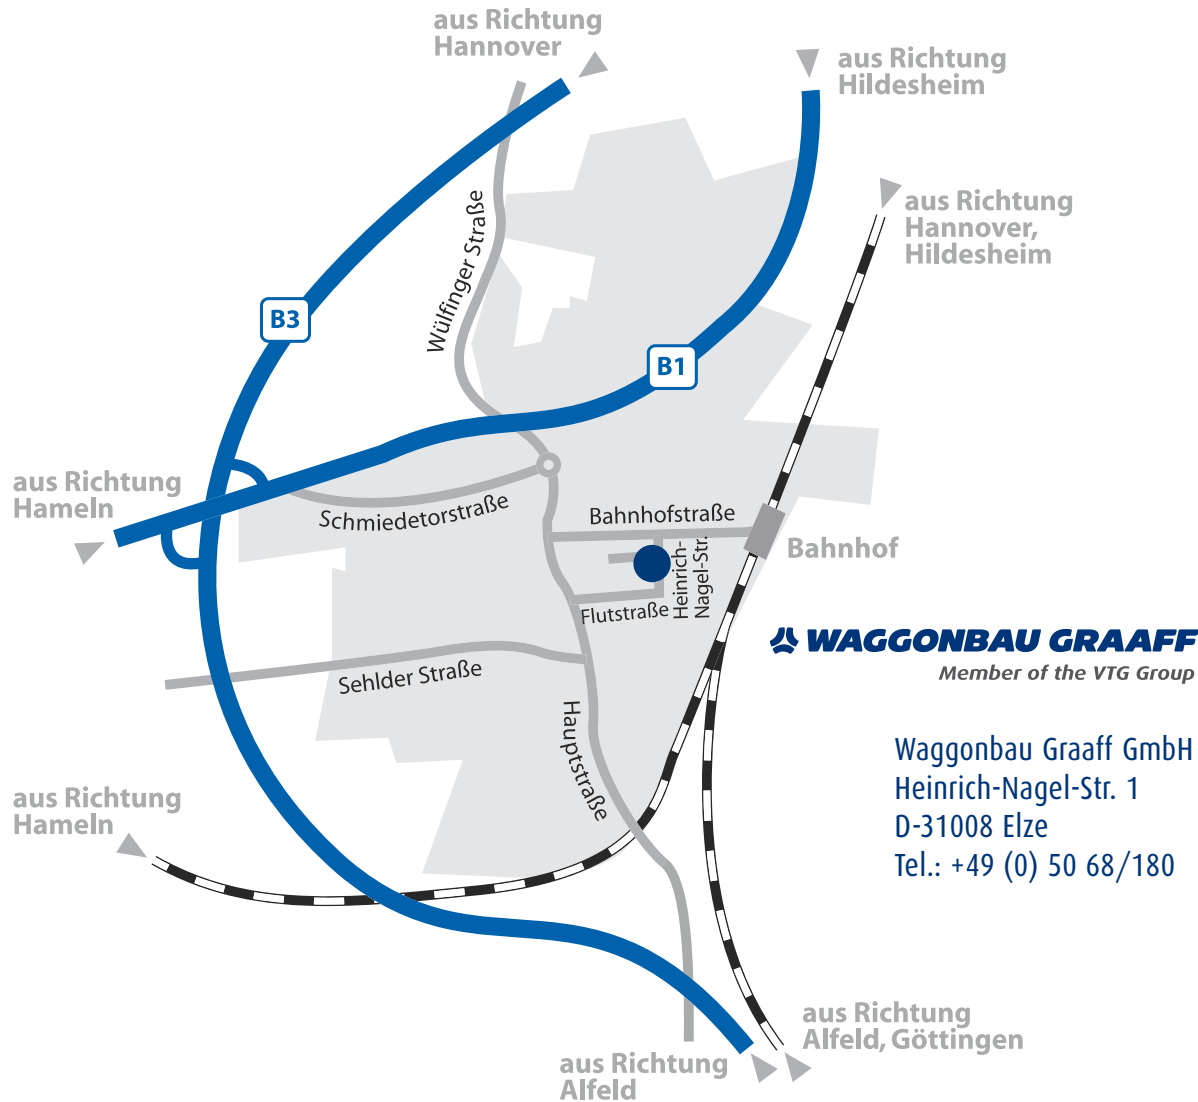 aus Richtung
Hannover
aus Richtung
Hildesheim
aus Richtung
Hannover,
Hildesheim
Wülfinger Straße
B3
B1
aus Richtung
Hameln
Schmiedetorstraße
Bahnhofstraße
Bahnhof
Heinrich-
Nagel-Str.
Flutstraße
WAGGONBAU GRAAFF
Member of the VTG Group
Sehlder Straße
Hauptstraße
Waggonbau Graaff GmbH
Heinrich-Nagel-Str. 1
D-31008 Elze
Tel.: +49 (0) 50 68/180
aus Richtung
Hameln
aus Richtung
Alfeld, Göttingen
aus Richtung
Alfeld